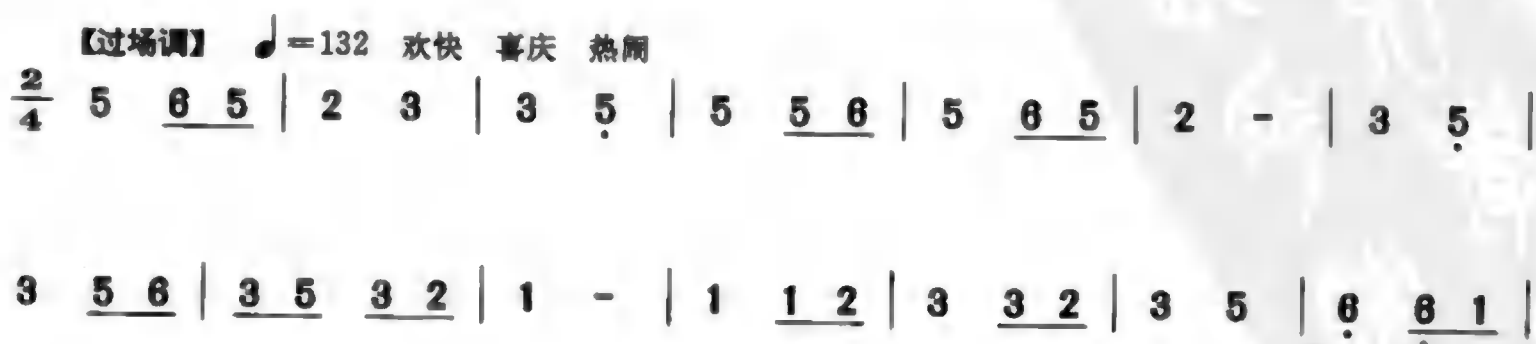 【过场调】 ♩=132 欢快 喜庆 热闹
2/4 5 6 5 | 2 3 | 3 5̣ | 5 5 6 | 5 6 5 | 2 - | 3 5̣ |
3 5 6 | 3 5 3 2 | 1 - | 1 1 2 | 3 3 2 | 3 5 | 6̣ 6̣ 1 |